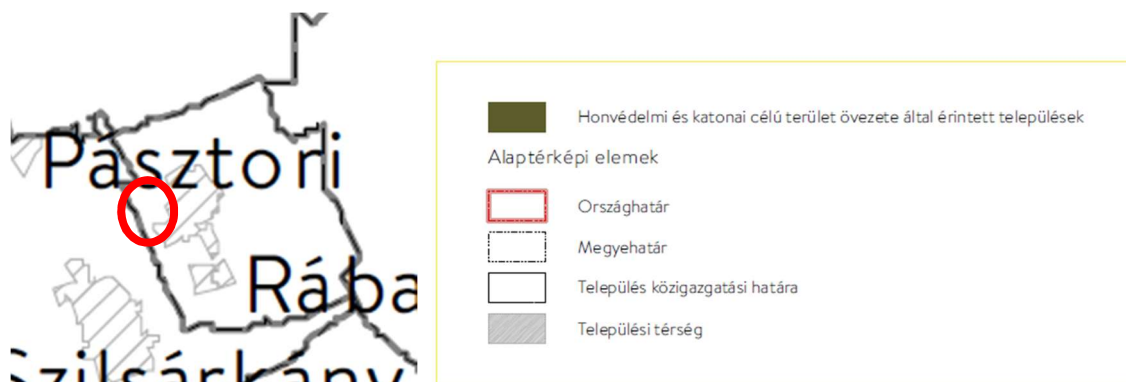 Pásztori
Rába
Szilsárkány
Honvédelmi és katonai célú terület övezete által érintett települések
Alaptérképi elemek
Országhatár
Megyehatár
Település közigazgatási határa
Települési térség